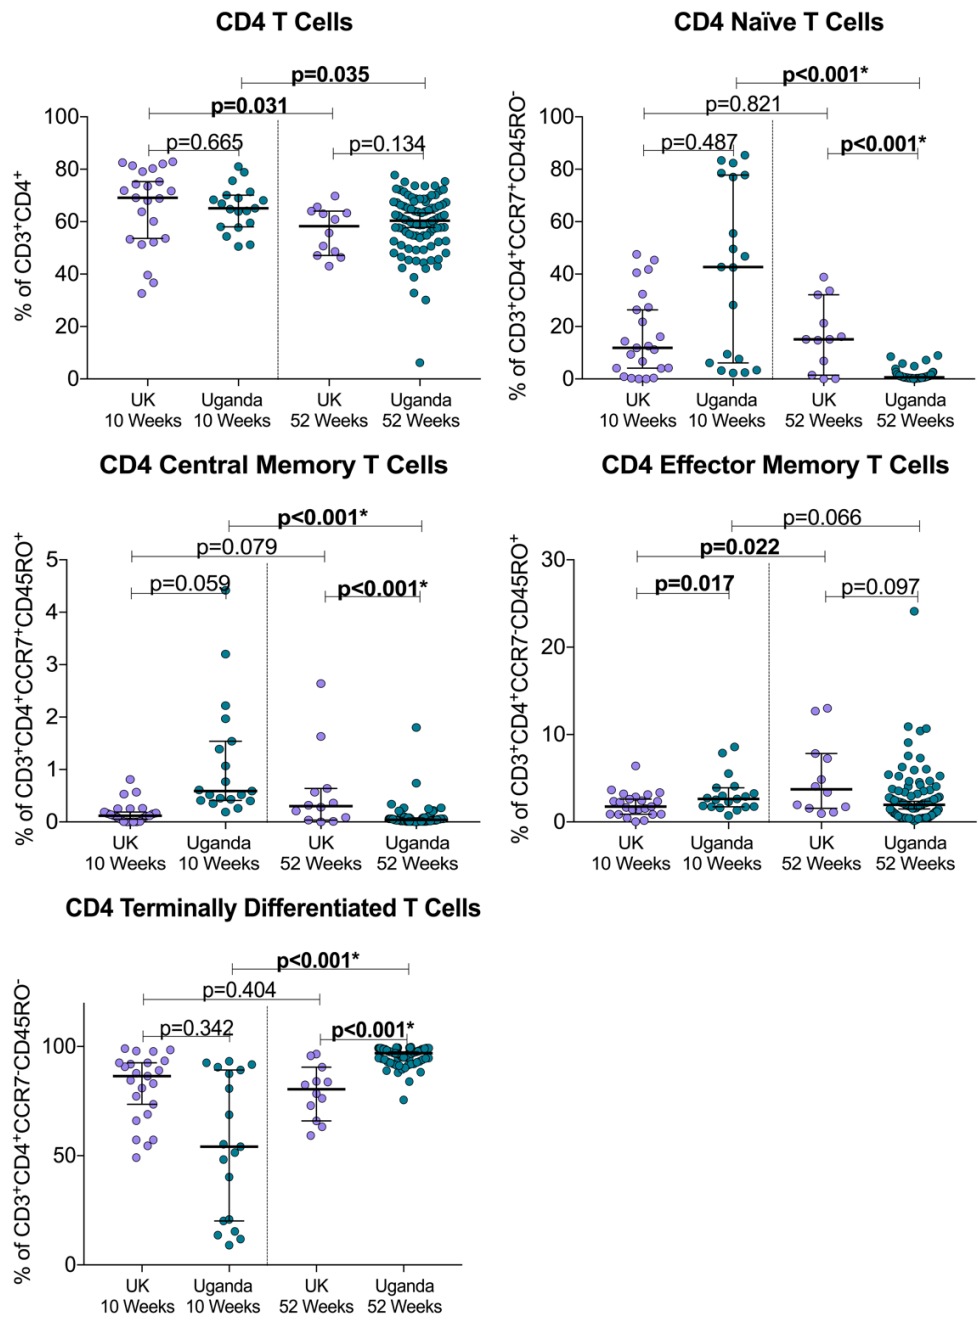 CD4 T Cells
p=0.035
p=0.031
p=0.665
p=0.134
% of CD3⁺CD4⁺
100
80
60
40
20
0
UK
10 Weeks
Uganda
10 Weeks
UK
52 Weeks
Uganda
52 Weeks
CD4 Naïve T Cells
p<0.001*
p=0.821
p=0.487
p<0.001*
% of CD3⁺CD4⁺CCR7⁺CD45RO⁻
100
80
60
40
20
0
UK
10 Weeks
Uganda
10 Weeks
UK
52 Weeks
Uganda
52 Weeks
CD4 Central Memory T Cells
p<0.001*
p=0.079
p=0.059
p<0.001*
% of CD3⁺CD4⁺CCR7⁺CD45RO⁺
5
4
3
2
1
0
UK
10 Weeks
Uganda
10 Weeks
UK
52 Weeks
Uganda
52 Weeks
CD4 Effector Memory T Cells
p=0.066
p=0.022
p=0.017
p=0.097
% of CD3⁺CD4⁺CCR7⁻CD45RO⁺
30
20
10
0
UK
10 Weeks
Uganda
10 Weeks
UK
52 Weeks
Uganda
52 Weeks
CD4 Terminally Differentiated T Cells
p<0.001*
p=0.404
p=0.342
p<0.001*
% of CD3⁺CD4⁺CCR7⁻CD45RO⁻
100
50
0
UK
10 Weeks
Uganda
10 Weeks
UK
52 Weeks
Uganda
52 Weeks